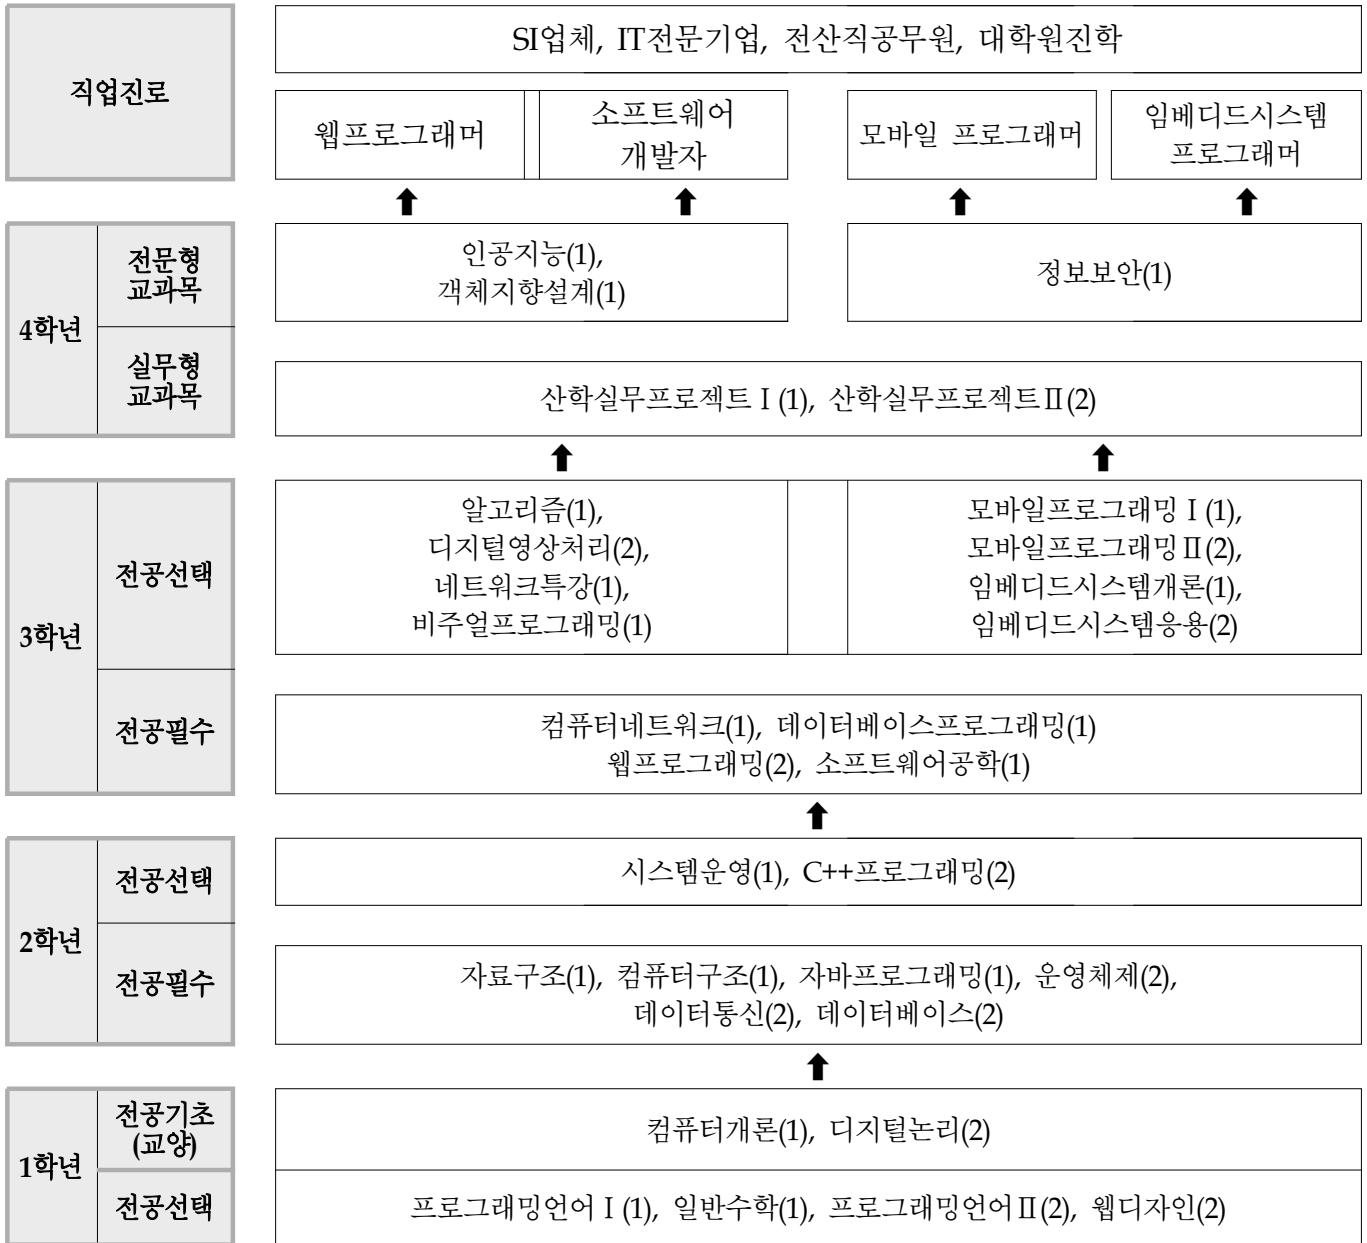 직업진로
SI업체, IT전문기업, 전산직공무원, 대학원진학
웹프로그래머
소프트웨어
개발자
모바일 프로그래머
임베디드시스템
프로그래머
4학년
전문형
교과목
인공지능(1),
객체지향설계(1)
정보보안(1)
실무형
교과목
산학실무프로젝트Ⅰ(1), 산학실무프로젝트Ⅱ(2)
3학년
전공선택
알고리즘(1),
디지털영상처리(2),
네트워크특강(1),
비주얼프로그래밍(1)
모바일프로그래밍Ⅰ(1),
모바일프로그래밍Ⅱ(2),
임베디드시스템개론(1),
임베디드시스템응용(2)
전공필수
컴퓨터네트워크(1), 데이터베이스프로그래밍(1)
웹프로그래밍(2), 소프트웨어공학(1)
2학년
전공선택
시스템운영(1), C++프로그래밍(2)
전공필수
자료구조(1), 컴퓨터구조(1), 자바프로그래밍(1), 운영체제(2),
데이터통신(2), 데이터베이스(2)
1학년
전공기초
(교양)
컴퓨터개론(1), 디지털논리(2)
전공선택
프로그래밍언어Ⅰ(1), 일반수학(1), 프로그래밍언어Ⅱ(2), 웹디자인(2)